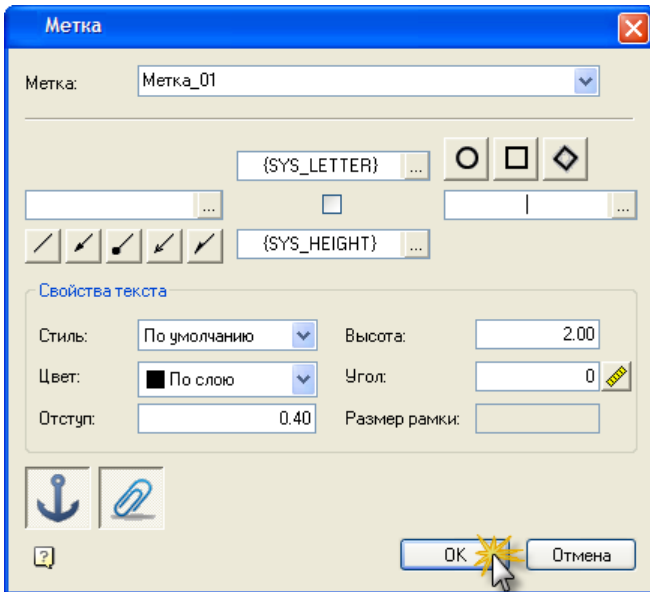 Метка
Метка: Метка_01
{SYS_LETTER} ...
... ...
{SYS_HEIGHT} ...
Свойства текста
Стиль: По умолчанию Высота: 2.00
Цвет: По слою Угол: 0
Отступ: 0.40 Размер рамки:
? OK Отмена